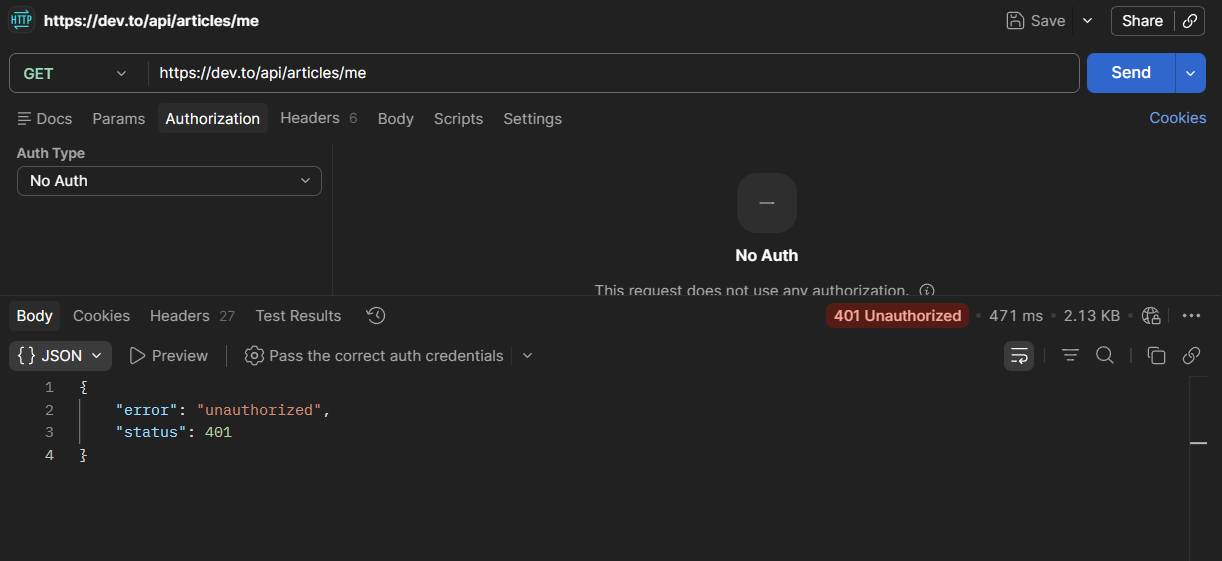 HTTP https://dev.to/api/articles/me Save Share
GET https://dev.to/api/articles/me Send
Docs Params Authorization Headers 6 Body Scripts Settings Cookies
Auth Type
No Auth
No Auth
This request does not use any authorization.
Body Cookies Headers 27 Test Results 401 Unauthorized • 471 ms • 2.13 KB •
{} JSON Preview Pass the correct auth credentials
1 {
2 "error": "unauthorized",
3 "status": 401
4 }